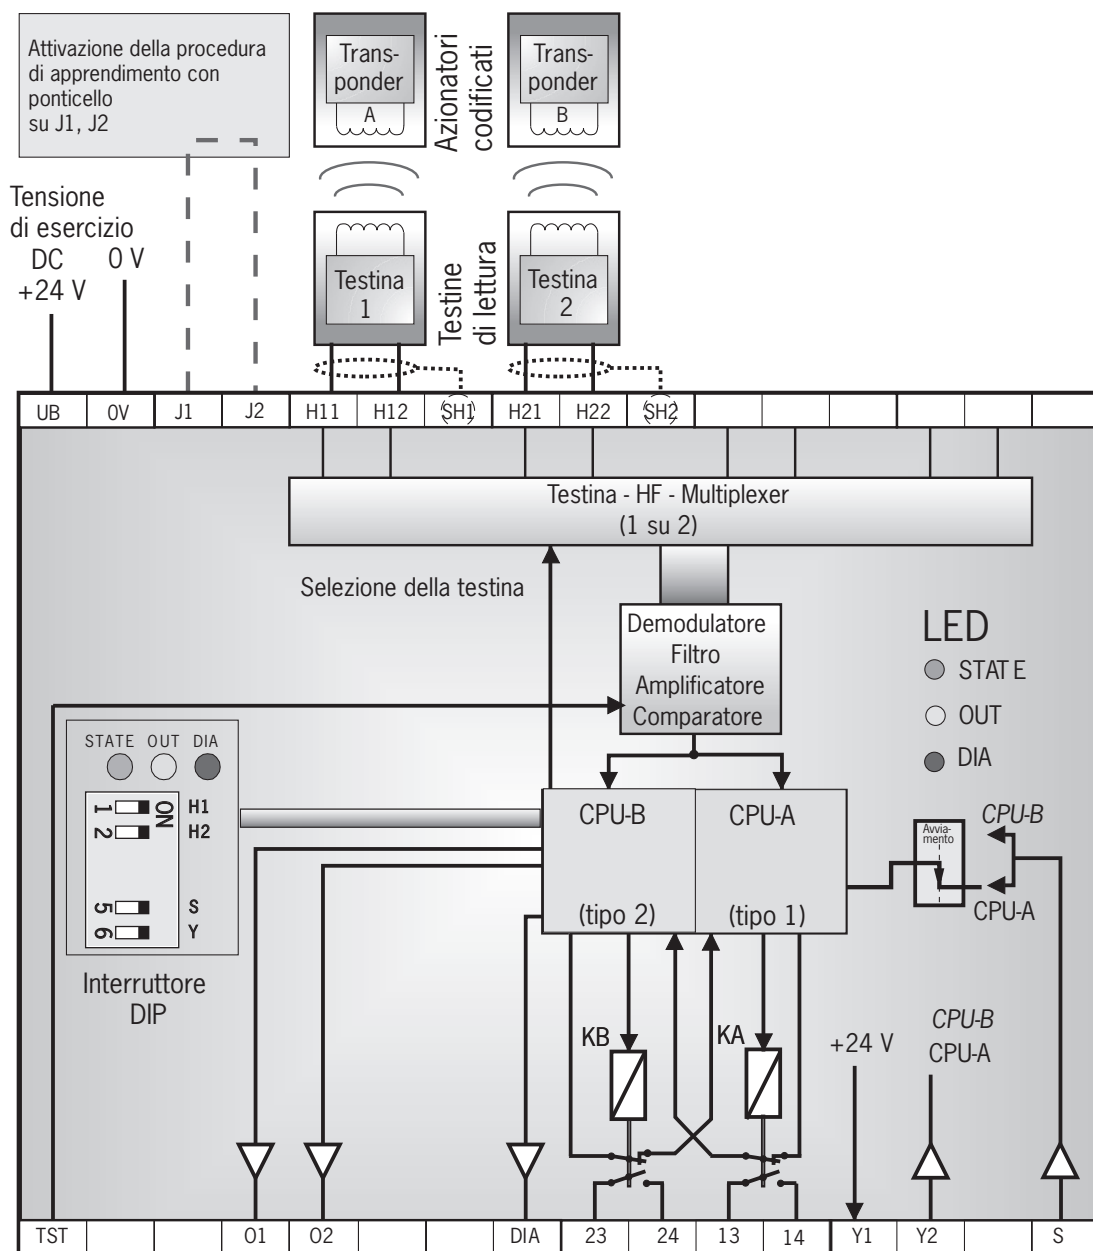 Attivazione della procedura
di apprendimento con
ponticello
su J1, J2
Trans-
ponder
A
Azionatori
codificati
Trans-
ponder
B
Tensione
di esercizio
DC
+24 V
0 V
Testina
1
Testine
di lettura
Testina
2
UB
0V
J1
J2
H11
H12
SH1
H21
H22
SH2
Testina - HF - Multiplexer
(1 su 2)
Selezione della testina
Demodulatore
Filtro
Amplificatore
Comparatore
LED
STATE
OUT
DIA
STATE OUT DIA
1
2
5
6
ON
H1
H2
S
Y
Interruttore
DIP
CPU-B
(tipo 2)
CPU-A
(tipo 1)
Avvia-
mento
CPU-B
CPU-A
KB
KA
+24 V
CPU-B
CPU-A
TST
O1
O2
DIA
23
24
13
14
Y1
Y2
S